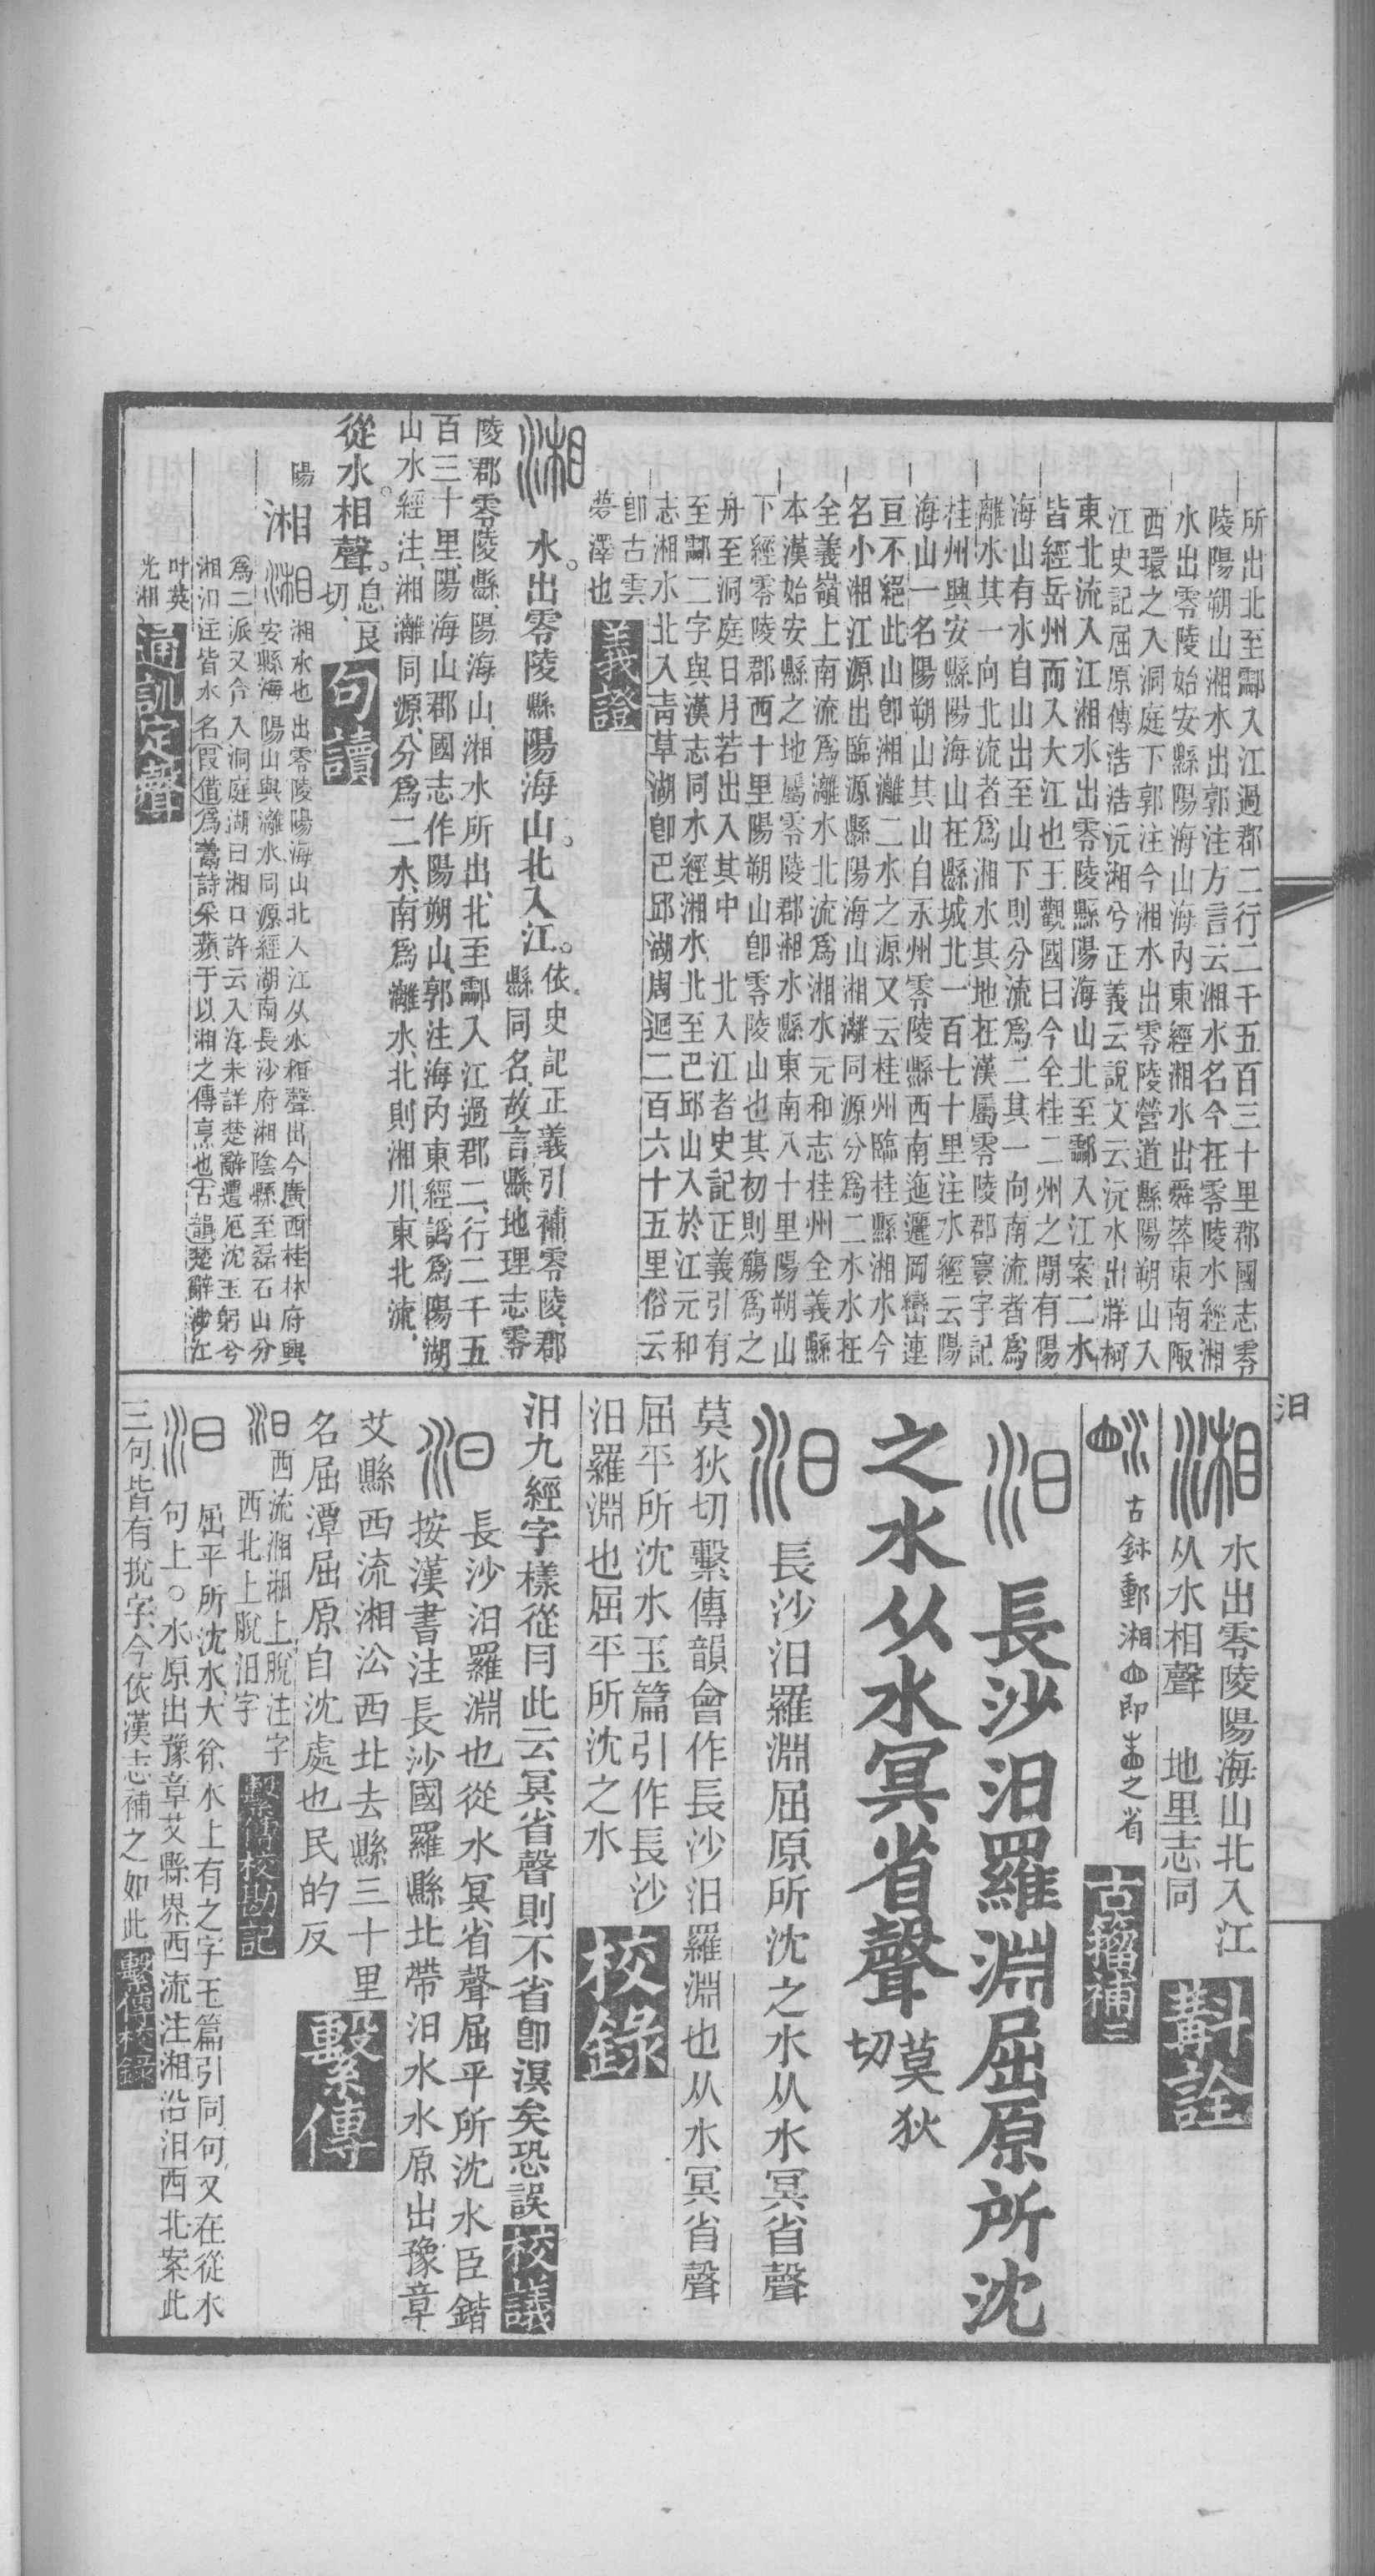 所出北至酃入江過郡二行二千五百三十里郡國志零
陵陽朔山湘水出郭注方言云湘水名今在零陵水經湘
水出零陵始安縣陽海山海內東經湘水出舜葬東南陬
西環之入洞庭下郭注今湘水出零陵營道縣陽朔山入
江史記屈原傳浩浩沅湘兮正義云說文云沅水出牂柯
東北流入江湘水出零陵縣陽海山北至酃入江案二水
皆經岳州而入大江也王觀國曰今全桂二州之閒有陽
海山有水自山出至山下則分流爲二其一向南流者爲
離水其一向北流者爲湘水其地在漢屬零陵郡寰宇記
桂州興安縣陽海山在縣城北一百七十里注水經云陽
海山一名陽朔山其山自永州零陵縣西南迤邐岡巒連
亘不絕此山卽湘灕二水之源又云桂州臨桂縣湘水今
名小湘江源出臨源縣陽海山湘灕同源分爲二水水在
全義嶺上南流爲灕水北流爲湘水元和志桂州全義縣
本漢始安縣之地屬零陵郡湘水縣東南八十里陽朔山
下經零陵郡西十里陽朔山卽零陵山也其初則觴爲之
舟至洞庭日月若出入其中　北入江者史記正義引有
至酃二字與漢志同水經湘水北至巴邱山入於江元和
志湘水北入靑草湖卽巴邱湖周迴二百六十五里俗云
卽古雲
夢澤也
義證
湘
水出零陵縣陽海山北入江
依史記正義引補零陵郡
縣同名故言縣地理志零
陵郡零陵縣陽海山湘水所出北至酃入江過郡二行二千五
百三十里陽海山郡國志作陽朔山郭注海內東經譌爲陽湖
山水經注湘灕同源分爲二水南爲灕水北則湘川東北流
從水相聲
息良
切
句讀
陽
湘
湘
湘水也出零陵陽海山北入江从水相聲出今廣西桂林府興
安縣海陽山與灕水同源經湖南長沙府湘陰縣至磊石山分
爲二派又合入洞庭湖曰湘口許云入海未詳楚辭遭厄沈玉躬兮
湘汨注皆水名叚借爲鬺詩采蘋于以湘之傳烹也古韻楚辭涉江
叶英
光湘
通訓定聲
汨
湘
水出零陵陽海山北入江
从水相聲　地里志同
斠詮
古鉥郵湘
卽
之省
古籀補二
汨
長沙汨羅淵屈原所沈
之水从水冥省聲
莫狄
切
汨
長沙汨羅淵屈原所沈之水从水冥省聲
莫狄切繫傳韻會作長沙汨羅淵也从水冥省聲
屈平所沈水玉篇引作長沙
汨羅淵也屈平所沈之水
校錄
汨九經字樣從冃此云冥省聲則不省卽溟矣恐誤
校議
汨
長沙汨羅淵也從水冥省聲屈平所沈水臣鍇
按漢書注長沙國羅縣北帶汨水水原出豫章
艾縣西流湘㳂西北去縣三十里
名屈潭屈原自沈處也民的反
繫傳
汨
西流湘湘上脫注字
西北上脫汨字
繫傳校勘記
汨
屈平所沈水大徐水上有之字玉篇引同句又在從水
句上○水原出豫章艾縣界西流注湘沿汨西北案此
三句皆有挩字今依漢志補之如此
繫傳校錄